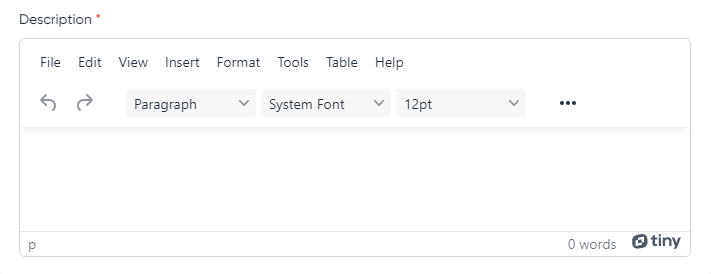 Description *
File Edit View Insert Format Tools Table Help
Paragraph System Font 12pt
p 0 words tiny